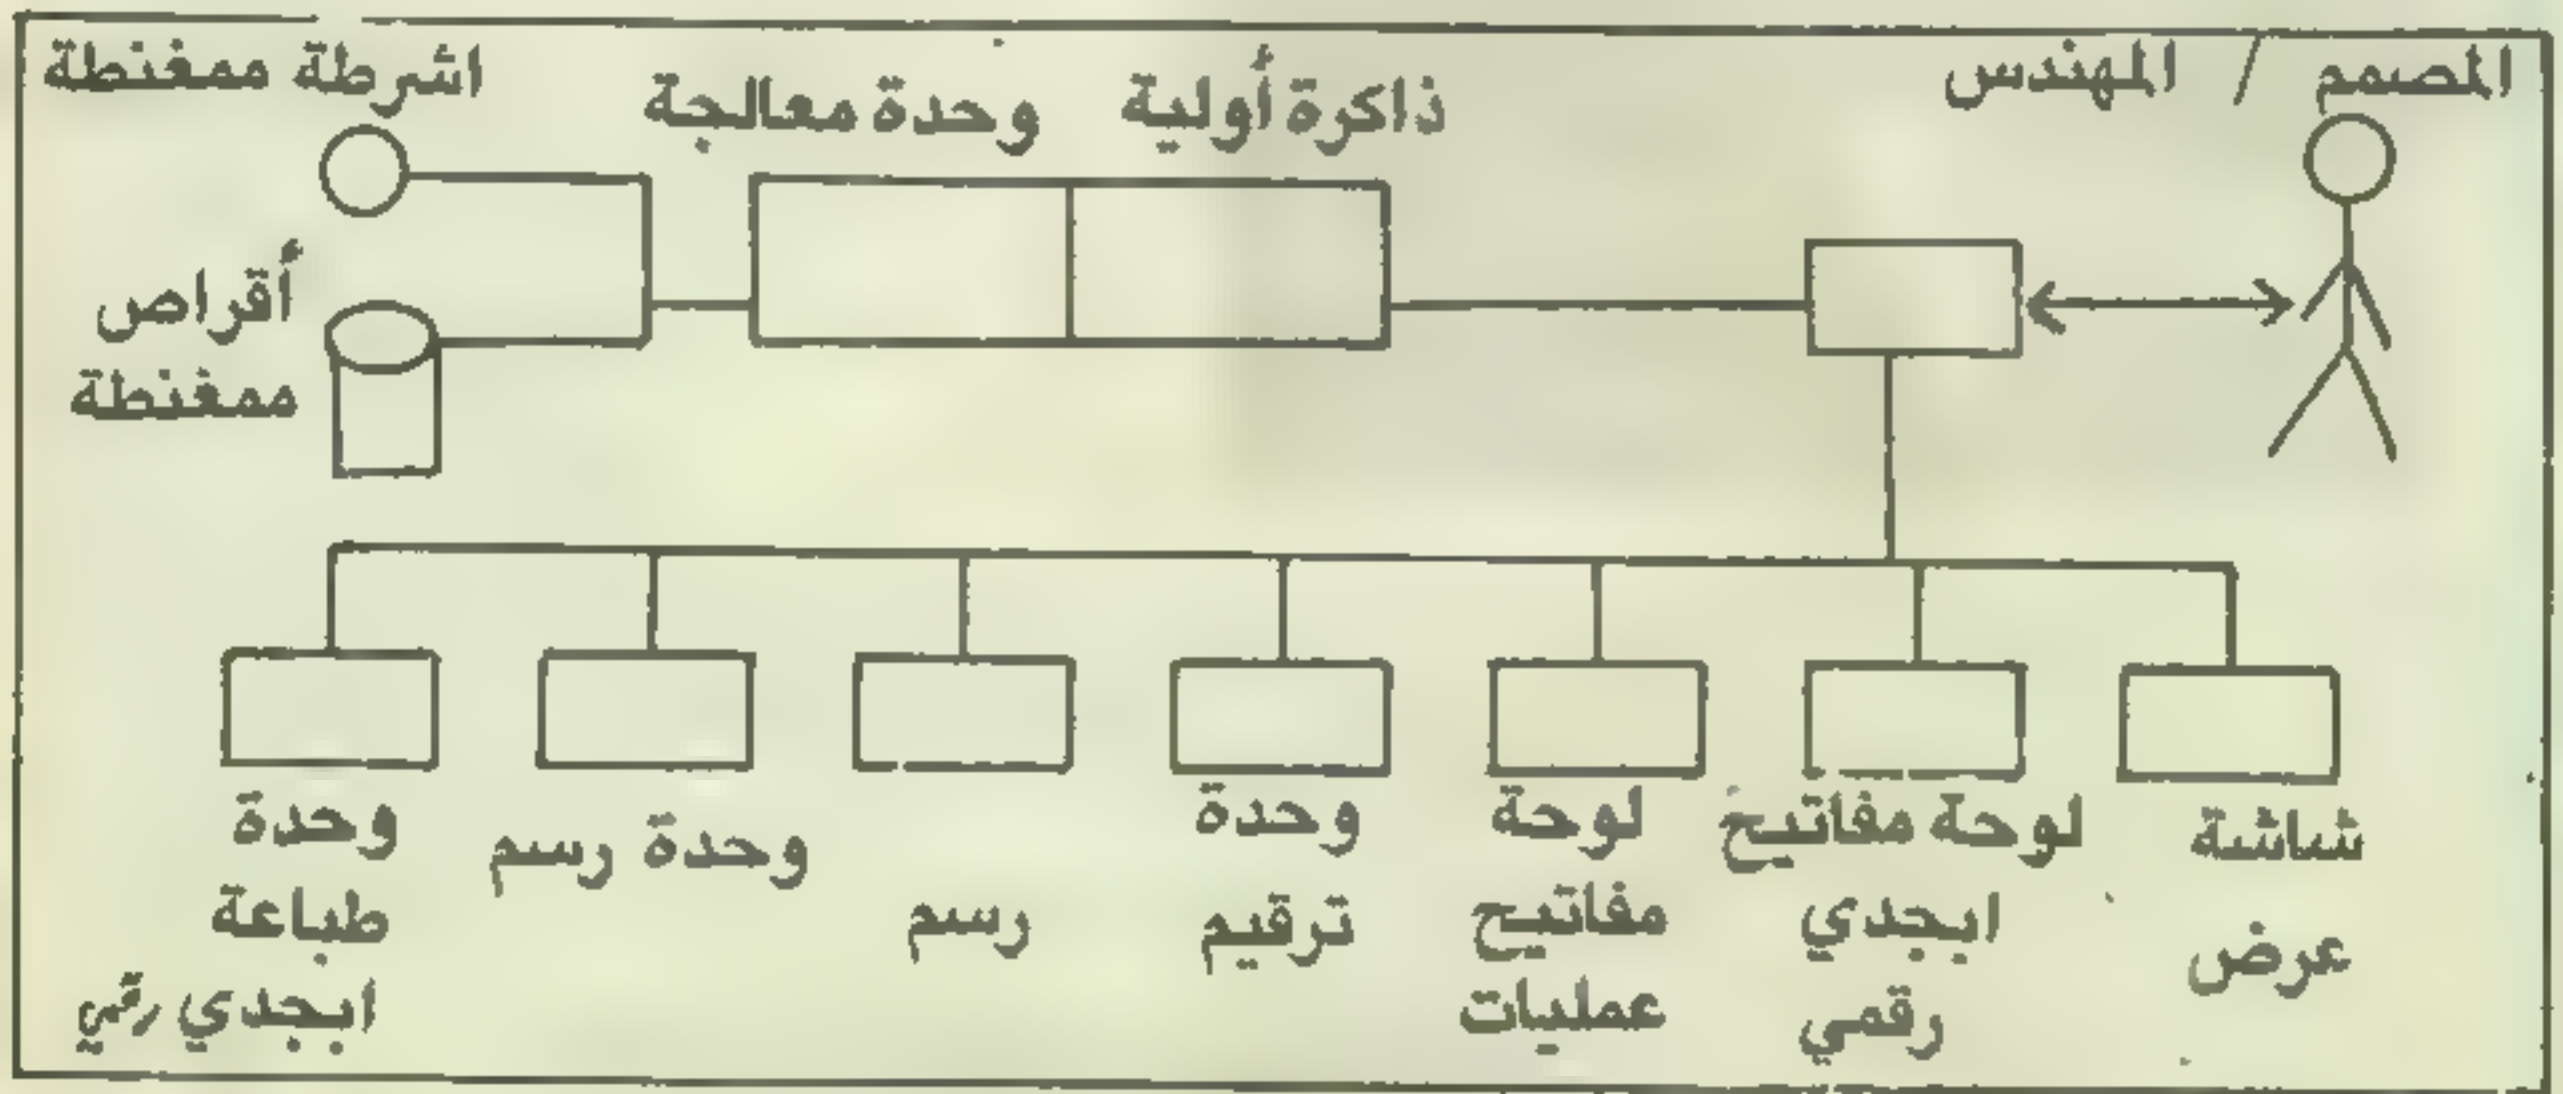 المصمم / المهندس
ذاكرة أولية
وحدة معالجة
اشرطة ممغنطة
أقراص
ممغنطة
شاشة
عرض
لوحة مفاتيح
ابجدي
رقمي
لوحة
مفاتيح
عمليات
وحدة
ترقيم
رسم
وحدة رسم
وحدة
طباعة
ابجدي رقمي